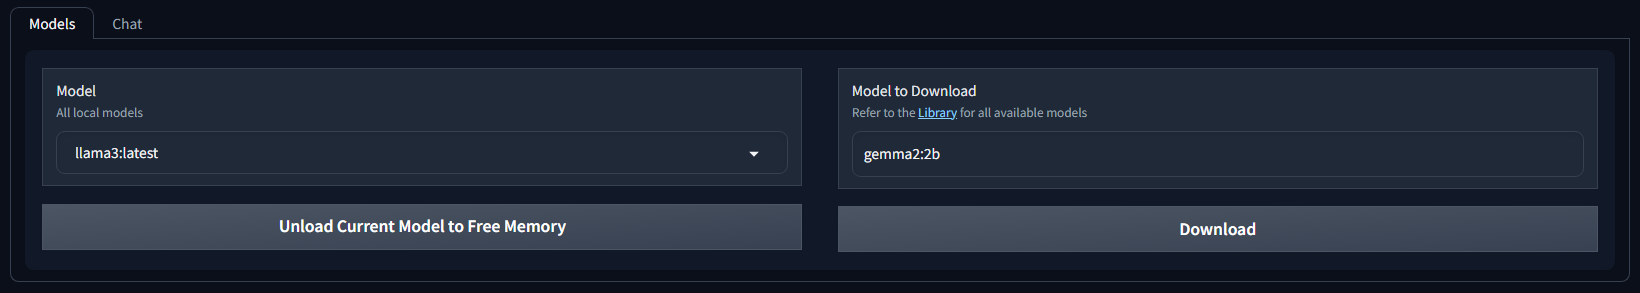 Models
Chat
Model
All local models
llama3:latest
Unload Current Model to Free Memory
Model to Download
Refer to the Library for all available models
gemma2:2b
Download